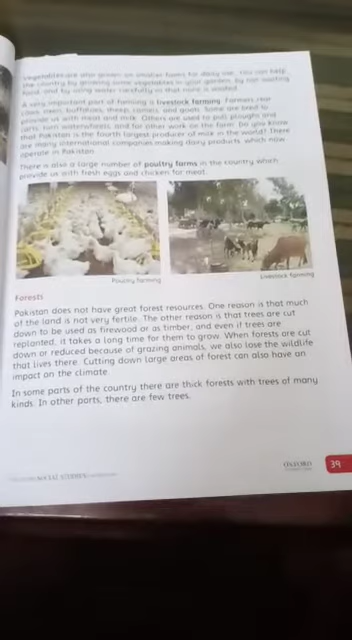 Vegetables are also grown on smaller farms for daily use. You can help
the country by growing some vegetables in your garden, by not wasting
food, and by using water carefully so that none is wasted.
A very important part of farming is livestock farming. Farmers rear
cows, oxen, buffaloes, sheep, camels, and goats. Some are bred to
provide us with meat and milk. Others are used to pull ploughs and
carts, turn waterwheels, and for other work on the farm. Do you know
that Pakistan is the fourth largest producer of milk in the world? There
are many international companies making dairy products which now
operate in Pakistan.
There is also a large number of poultry farms in the country which
provide us with fresh eggs and chicken for meat.
Poultry farming
Livestock farming
Forests
Pakistan does not have great forest resources. One reason is that much
of the land is not very fertile. The other reason is that trees are cut
down to be used as firewood or as timber, and even if trees are
replanted, it takes a long time for them to grow. When forests are cut
down or reduced because of grazing animals, we also lose the wildlife
that lives there. Cutting down large areas of forest can also have an
impact on the climate.
In some parts of the country there are thick forests with trees of many
kinds. In other parts, there are few trees.
SOCIAL STUDIES
OXFORD
39